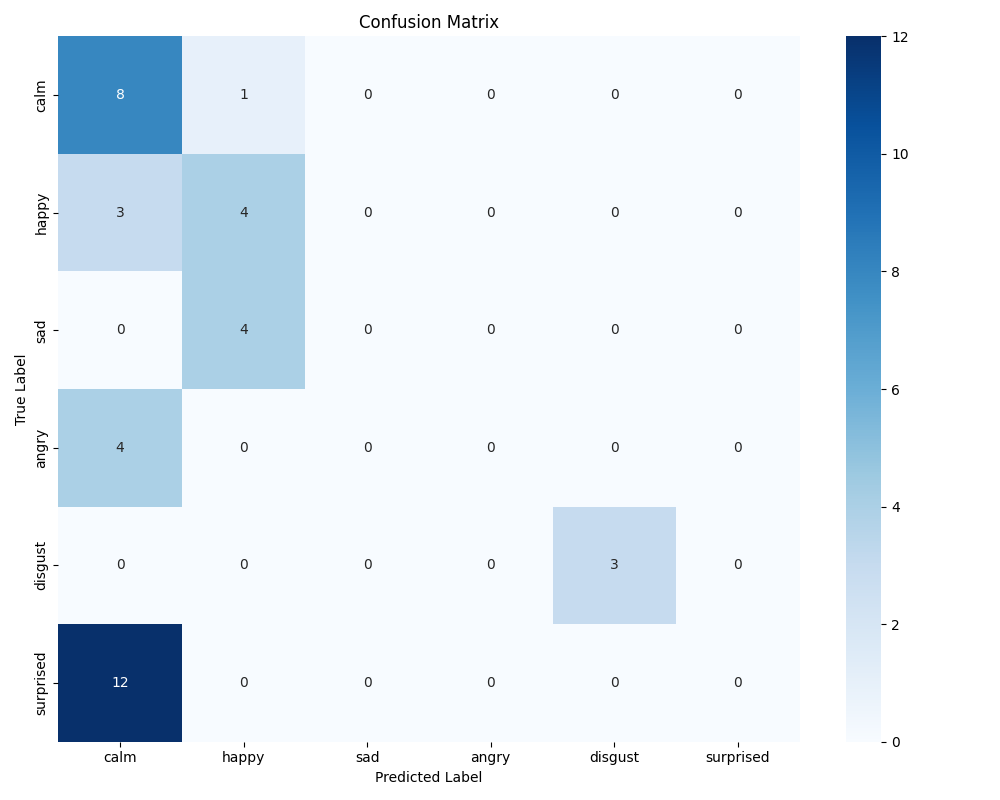 Confusion Matrix
calm 8 1 0 0 0 0
happy 3 4 0 0 0 0
sad 0 4 0 0 0 0
angry 4 0 0 0 0 0
disgust 0 0 0 0 3 0
surprised 12 0 0 0 0 0
True Label
calm happy sad angry disgust surprised
Predicted Label
12
10
8
6
4
2
0